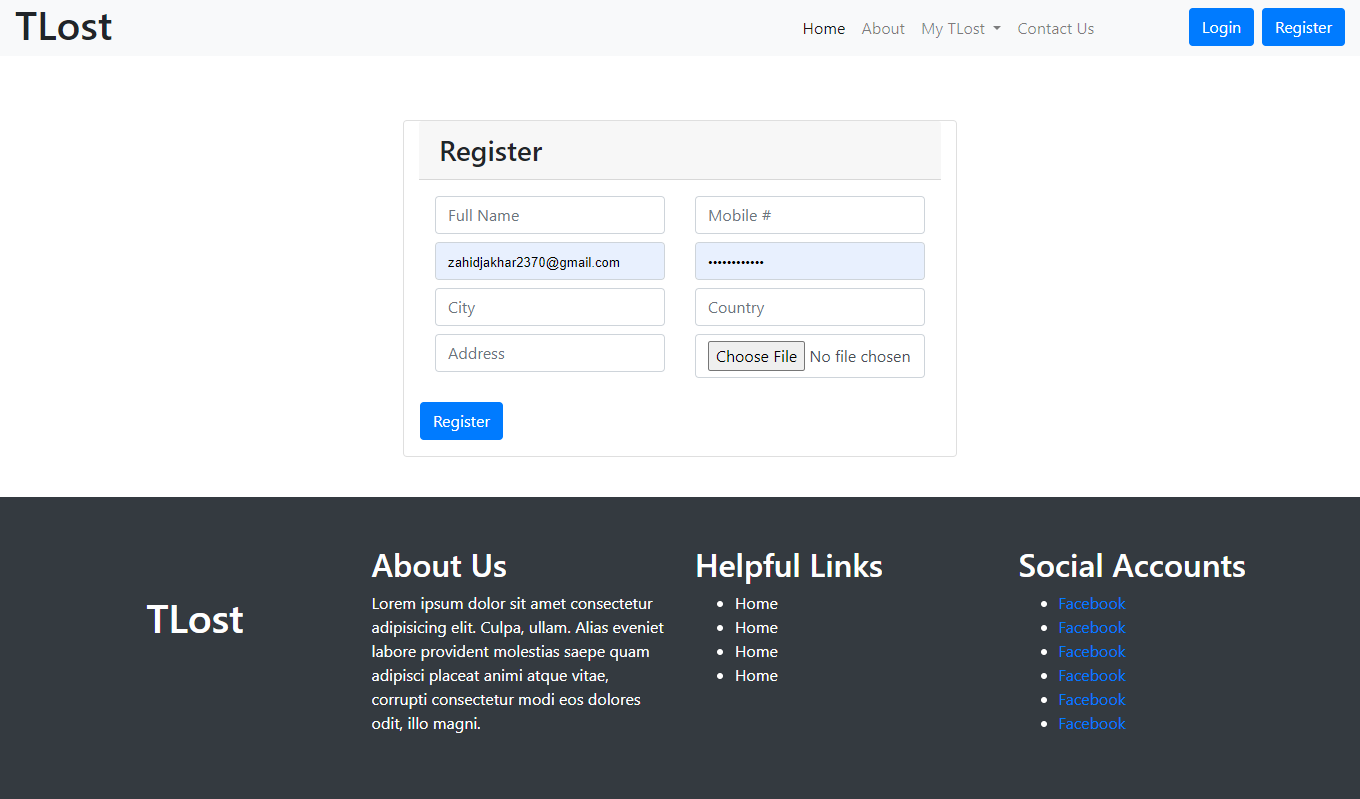 TLost
Home About My TLost Contact Us Login Register
Register
Full Name Mobile #
zahidjakhar2370@gmail.com ••••••••••••
City Country
Address Choose File No file chosen
Register
TLost
About Us
Lorem ipsum dolor sit amet consectetur
adipisicing elit. Culpa, ullam. Alias eveniet
labore provident molestias saepe quam
adipisci placeat animi atque vitae,
corrupti consectetur modi eos dolores
odit, illo magni.
Helpful Links
Home
Home
Home
Home
Social Accounts
Facebook
Facebook
Facebook
Facebook
Facebook
Facebook